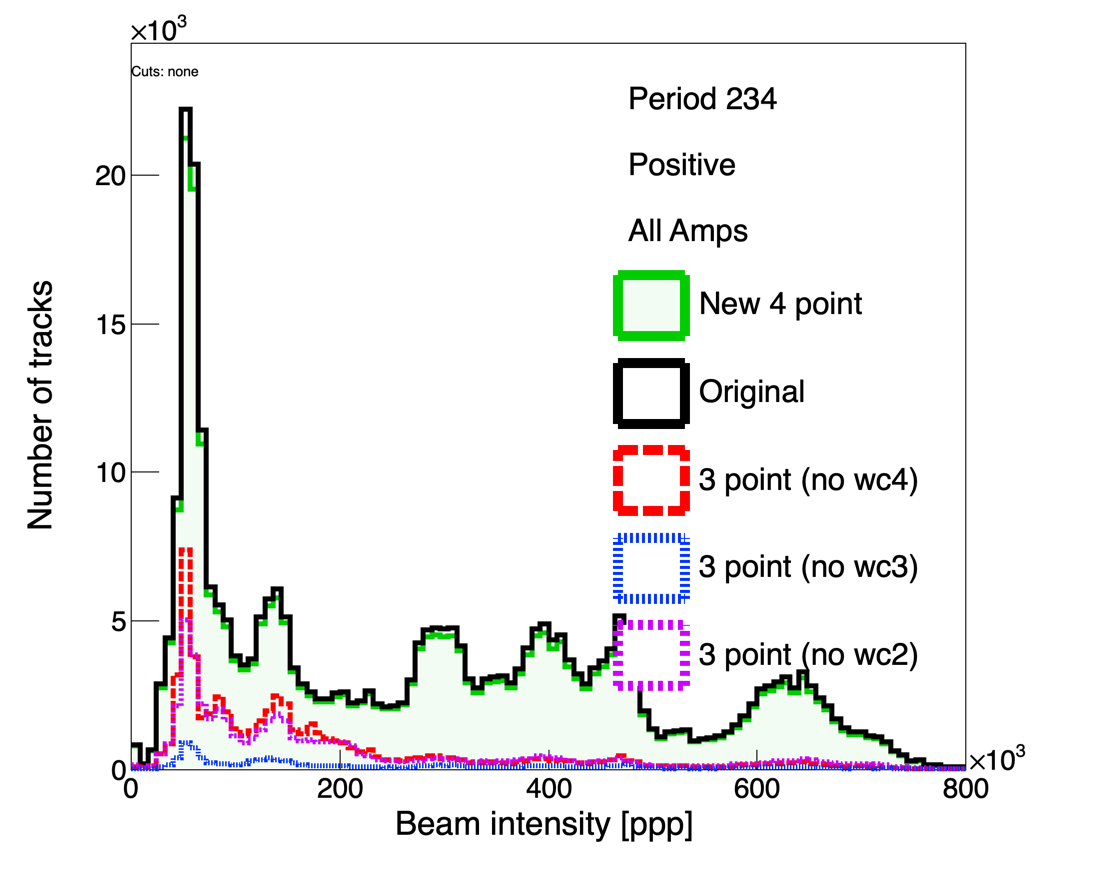 ×10³
Cuts: none
Period 234
Positive
All Amps
New 4 point
Original
3 point (no wc4)
3 point (no wc3)
3 point (no wc2)
Number of tracks
20
15
10
5
0
0 200 400 600 800
×10³
Beam intensity [ppp]